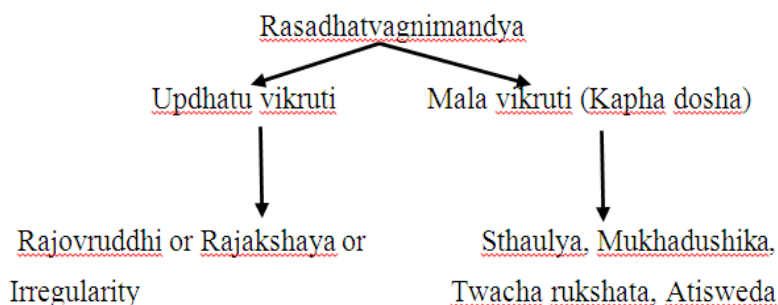 Rasadhatvagnimandya
Updhatu vikruti
Mala vikruti (Kapha dosha)
Rajovruddhi or Rajakshaya or
Irregularity
Sthaulya, Mukhadushika,
Twacha rukshata, Atisweda